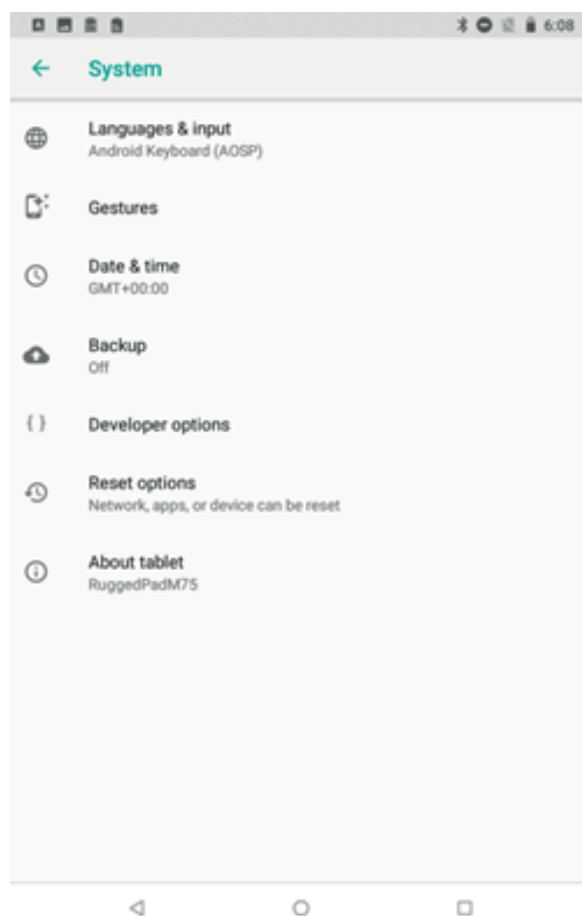 6:08
System
Languages & input
Android Keyboard (AOSP)
Gestures
Date & time
GMT+00:00
Backup
Off
{ }
Developer options
Reset options
Network, apps, or device can be reset
About tablet
RuggedPadM75